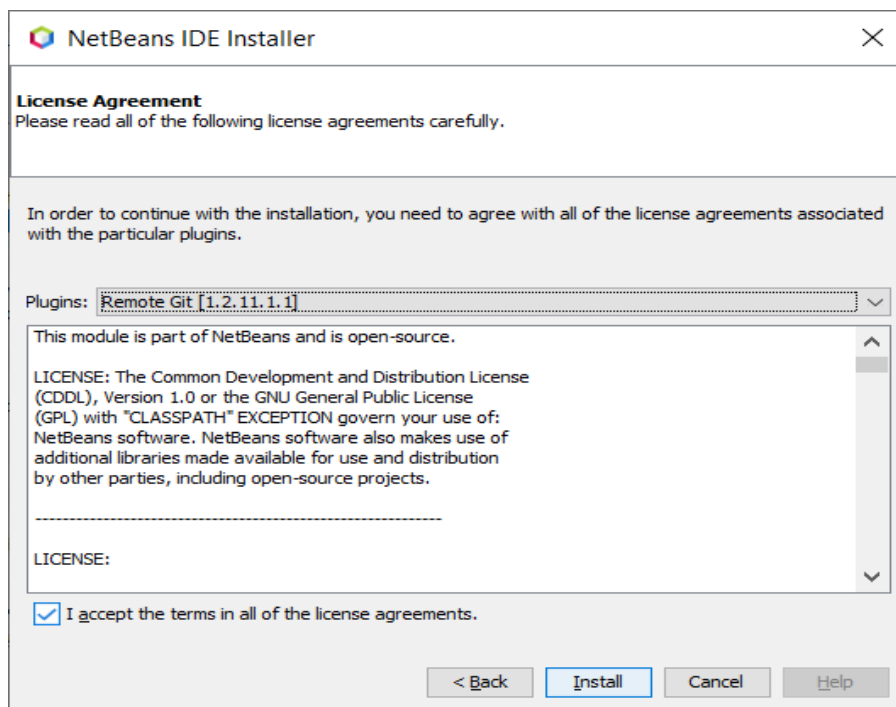 NetBeans IDE Installer
License Agreement
Please read all of the following license agreements carefully.
In order to continue with the installation, you need to agree with all of the license agreements associated
with the particular plugins.
Plugins: Remote Git [1.2.11.1.1]
This module is part of NetBeans and is open-source.
LICENSE: The Common Development and Distribution License
(CDDL), Version 1.0 or the GNU General Public License
(GPL) with "CLASSPATH" EXCEPTION govern your use of:
NetBeans software. NetBeans software also makes use of
additional libraries made available for use and distribution
by other parties, including open-source projects.
------------------------------------------------------------
LICENSE:
I accept the terms in all of the license agreements.
< Back Install Cancel Help